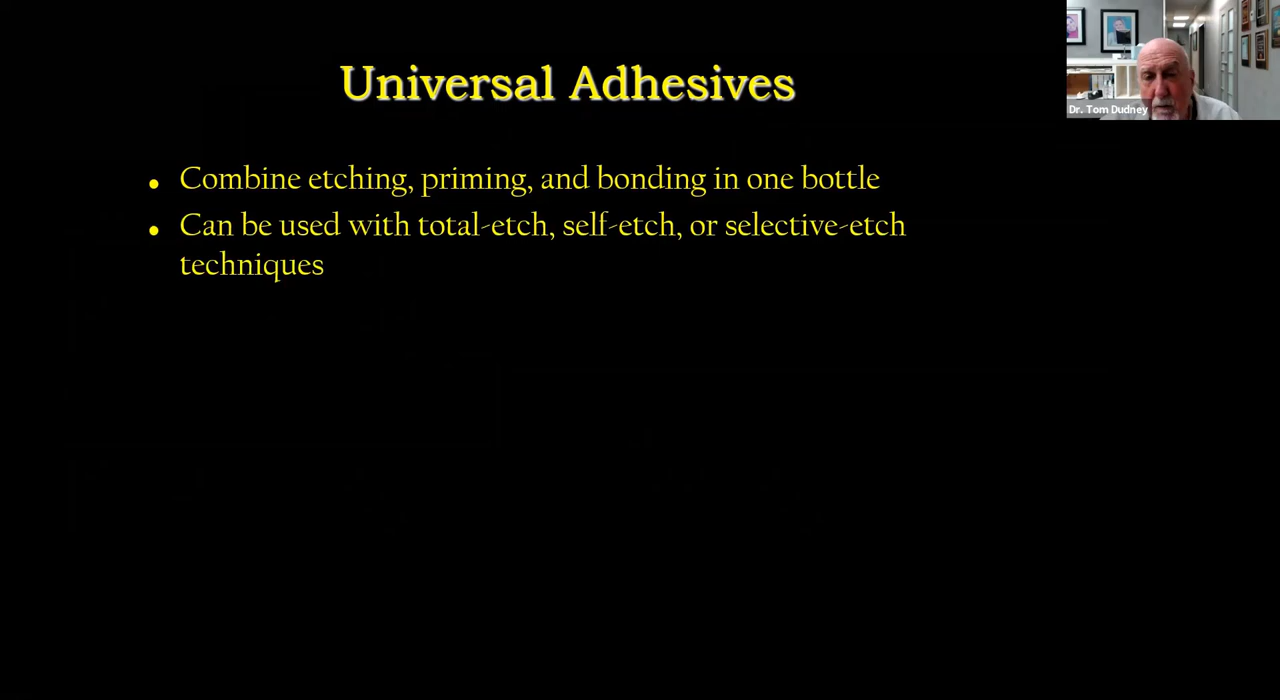 Universal Adhesives
• Combine etching, priming, and bonding in one bottle
• Can be used with total-etch, self-etch, or selective-etch
techniques
Dr. Tom Dudney